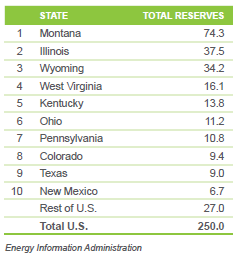 STATE TOTAL RESERVES
1 Montana 74.3
2 Illinois 37.5
3 Wyoming 34.2
4 West Virginia 16.1
5 Kentucky 13.8
6 Ohio 11.2
7 Pennsylvania 10.8
8 Colorado 9.4
9 Texas 9.0
10 New Mexico 6.7
Rest of U.S. 27.0
Total U.S. 250.0
Energy Information Administration